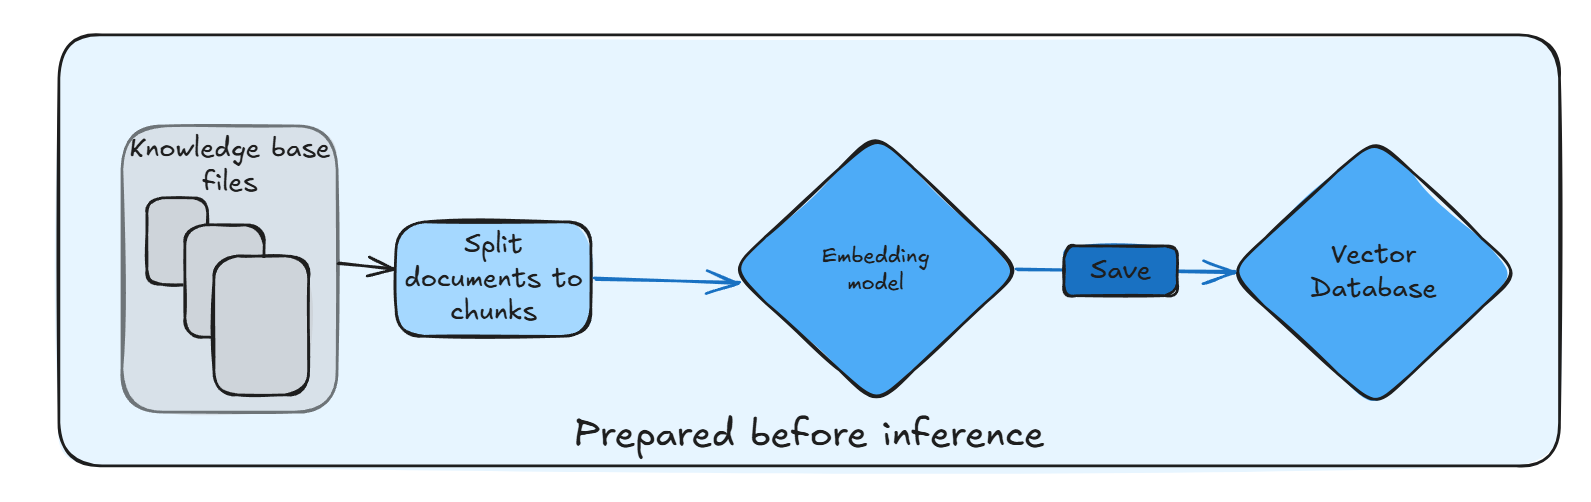 Knowledge base
files
Split
documents to
chunks
Embedding
model
Save
Vector
Database
Prepared before inference